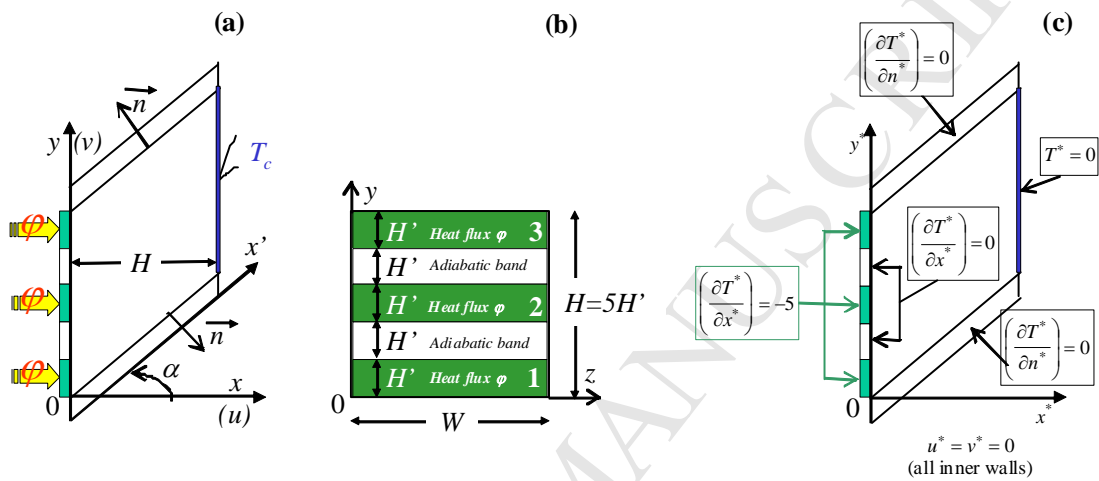 (a)
n
y (v)
T_c
φ
φ
φ
H
x'
n
α
x
(u)
0
(b)
y
H' Heat flux φ 3
H' Adiabatic band
H' Heat flux φ 2
H' Adiabatic band
H' Heat flux φ 1
H=5H'
z
0
W
(c)
(∂T*/∂n*) = 0
y*
T* = 0
(∂T*/∂x*) = 0
(∂T*/∂x*) = -5
(∂T*/∂n*) = 0
0
x*
u* = v* = 0
(all inner walls)
MANUSCRI